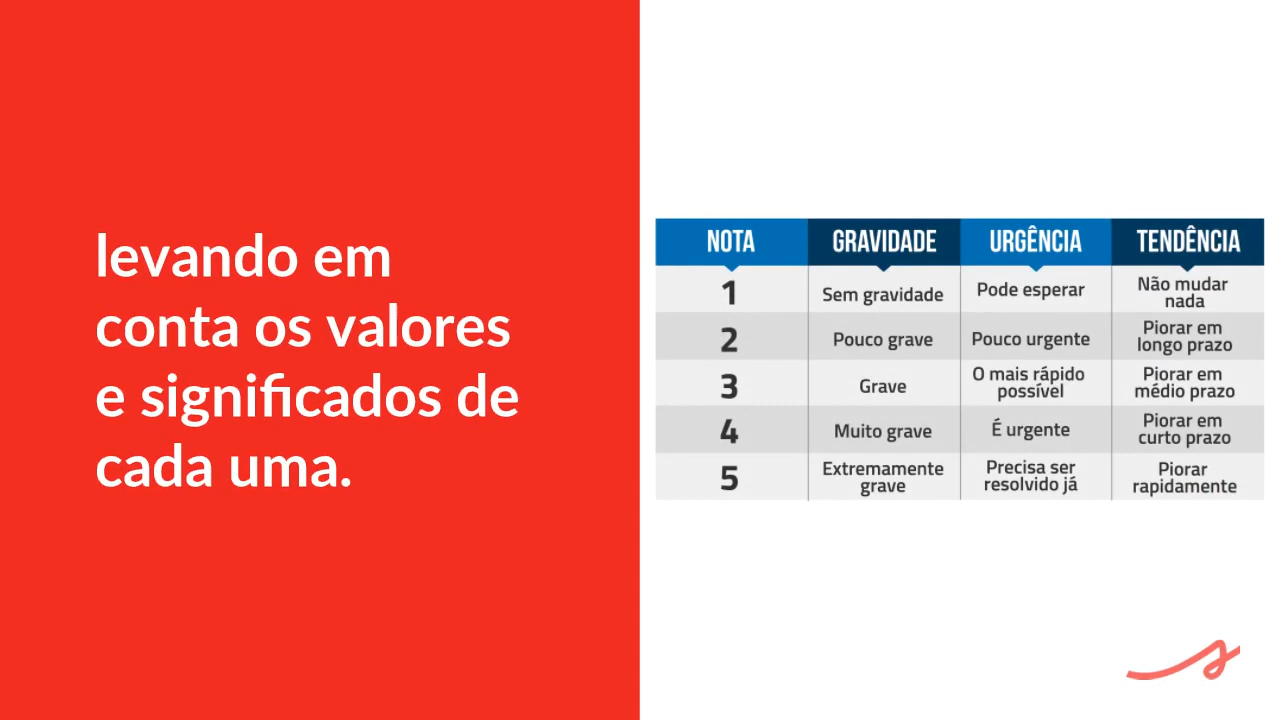 levando em
conta os valores
e significados de
cada uma.
NOTA GRAVIDADE URGÊNCIA TENDÊNCIA
1 Sem gravidade Pode esperar Não mudar nada
2 Pouco grave Pouco urgente Piorar em longo prazo
3 Grave O mais rápido possível Piorar em médio prazo
4 Muito grave É urgente Piorar em curto prazo
5 Extremamente grave Precisa ser resolvido já Piorar rapidamente